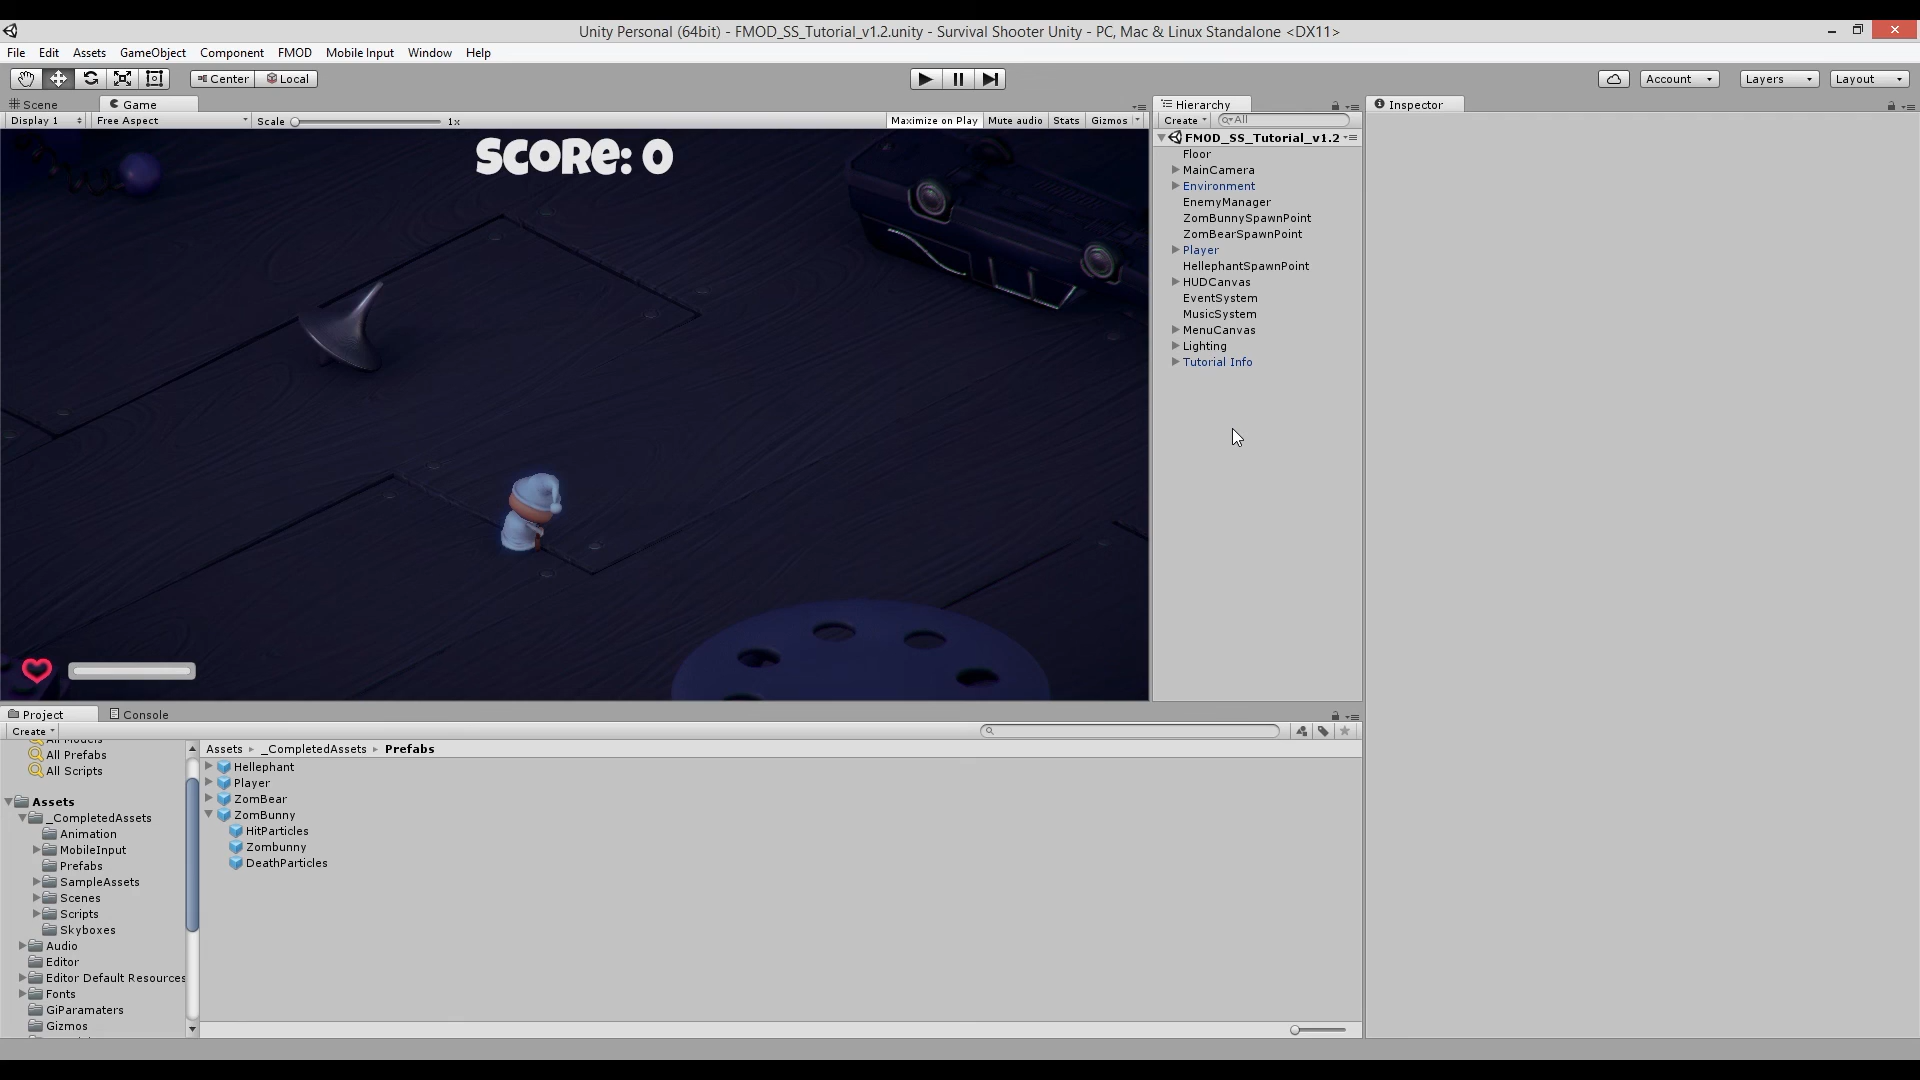 Unity Personal (64bit) - FMOD_SS_Tutorial_v1.2.unity - Survival Shooter Unity - PC, Mac & Linux Standalone <DX11>
File Edit Assets GameObject Component FMOD Mobile Input Window Help
Center Local Account Layers Layout
Scene Game Hierarchy Inspector
Display 1 Free Aspect Scale 1x Maximize on Play Mute audio Stats Gizmos Create All
SCORE: 0
FMOD_SS_Tutorial_v1.2
Floor
MainCamera
Environment
EnemyManager
ZomBunnySpawnPoint
ZomBearSpawnPoint
Player
HellephantSpawnPoint
HUDCanvas
EventSystem
MusicSystem
MenuCanvas
Lighting
Tutorial Info
Project Console
Create
All Models
All Prefabs
All Scripts
Assets
_CompletedAssets
Animation
MobileInput
Prefabs
SampleAssets
Scenes
Scripts
Skyboxes
Audio
Editor
Editor Default Resources
Fonts
GiParamaters
Gizmos
Assets _CompletedAssets Prefabs
Hellephant
Player
ZomBear
ZomBunny
HitParticles
Zombunny
DeathParticles